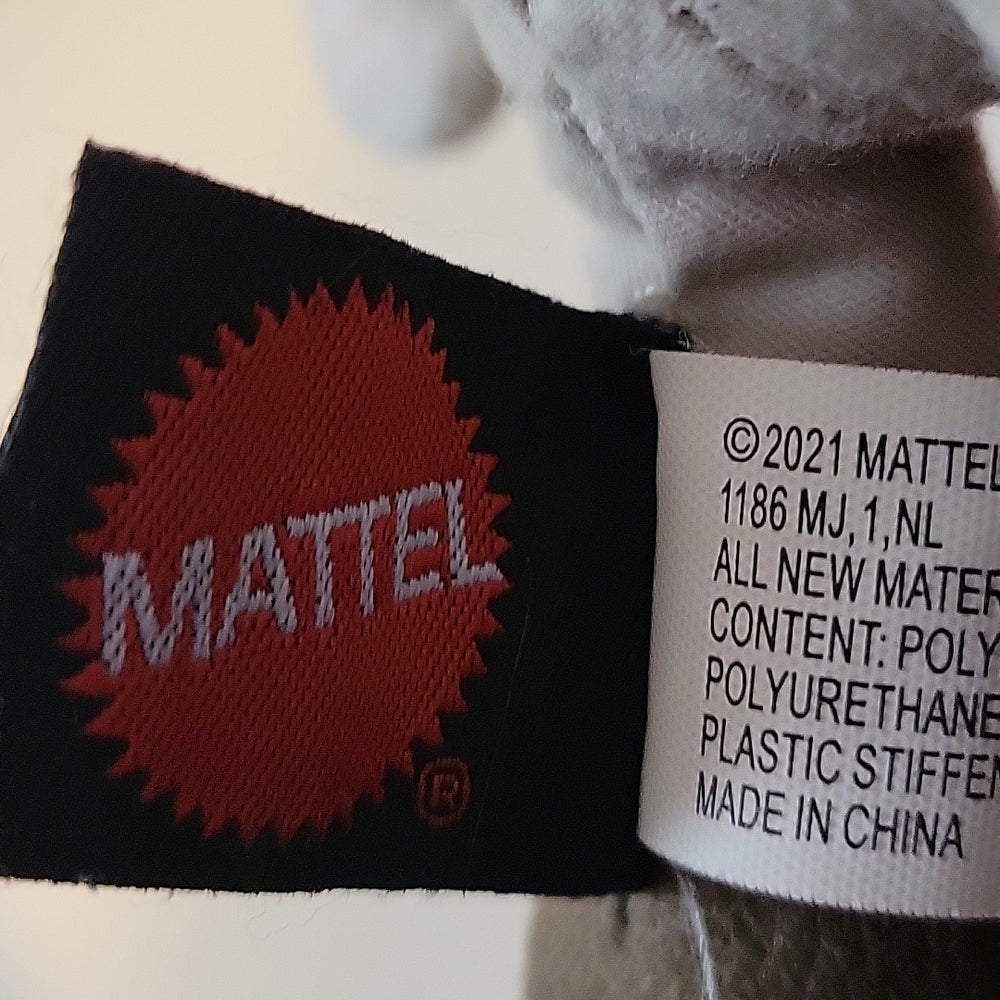 MATTEL
®
©2021 MATTEL
1186 MJ, 1, NL
ALL NEW MATER
CONTENT: POLY
POLYURETHANE
PLASTIC STIFFEN
MADE IN CHINA